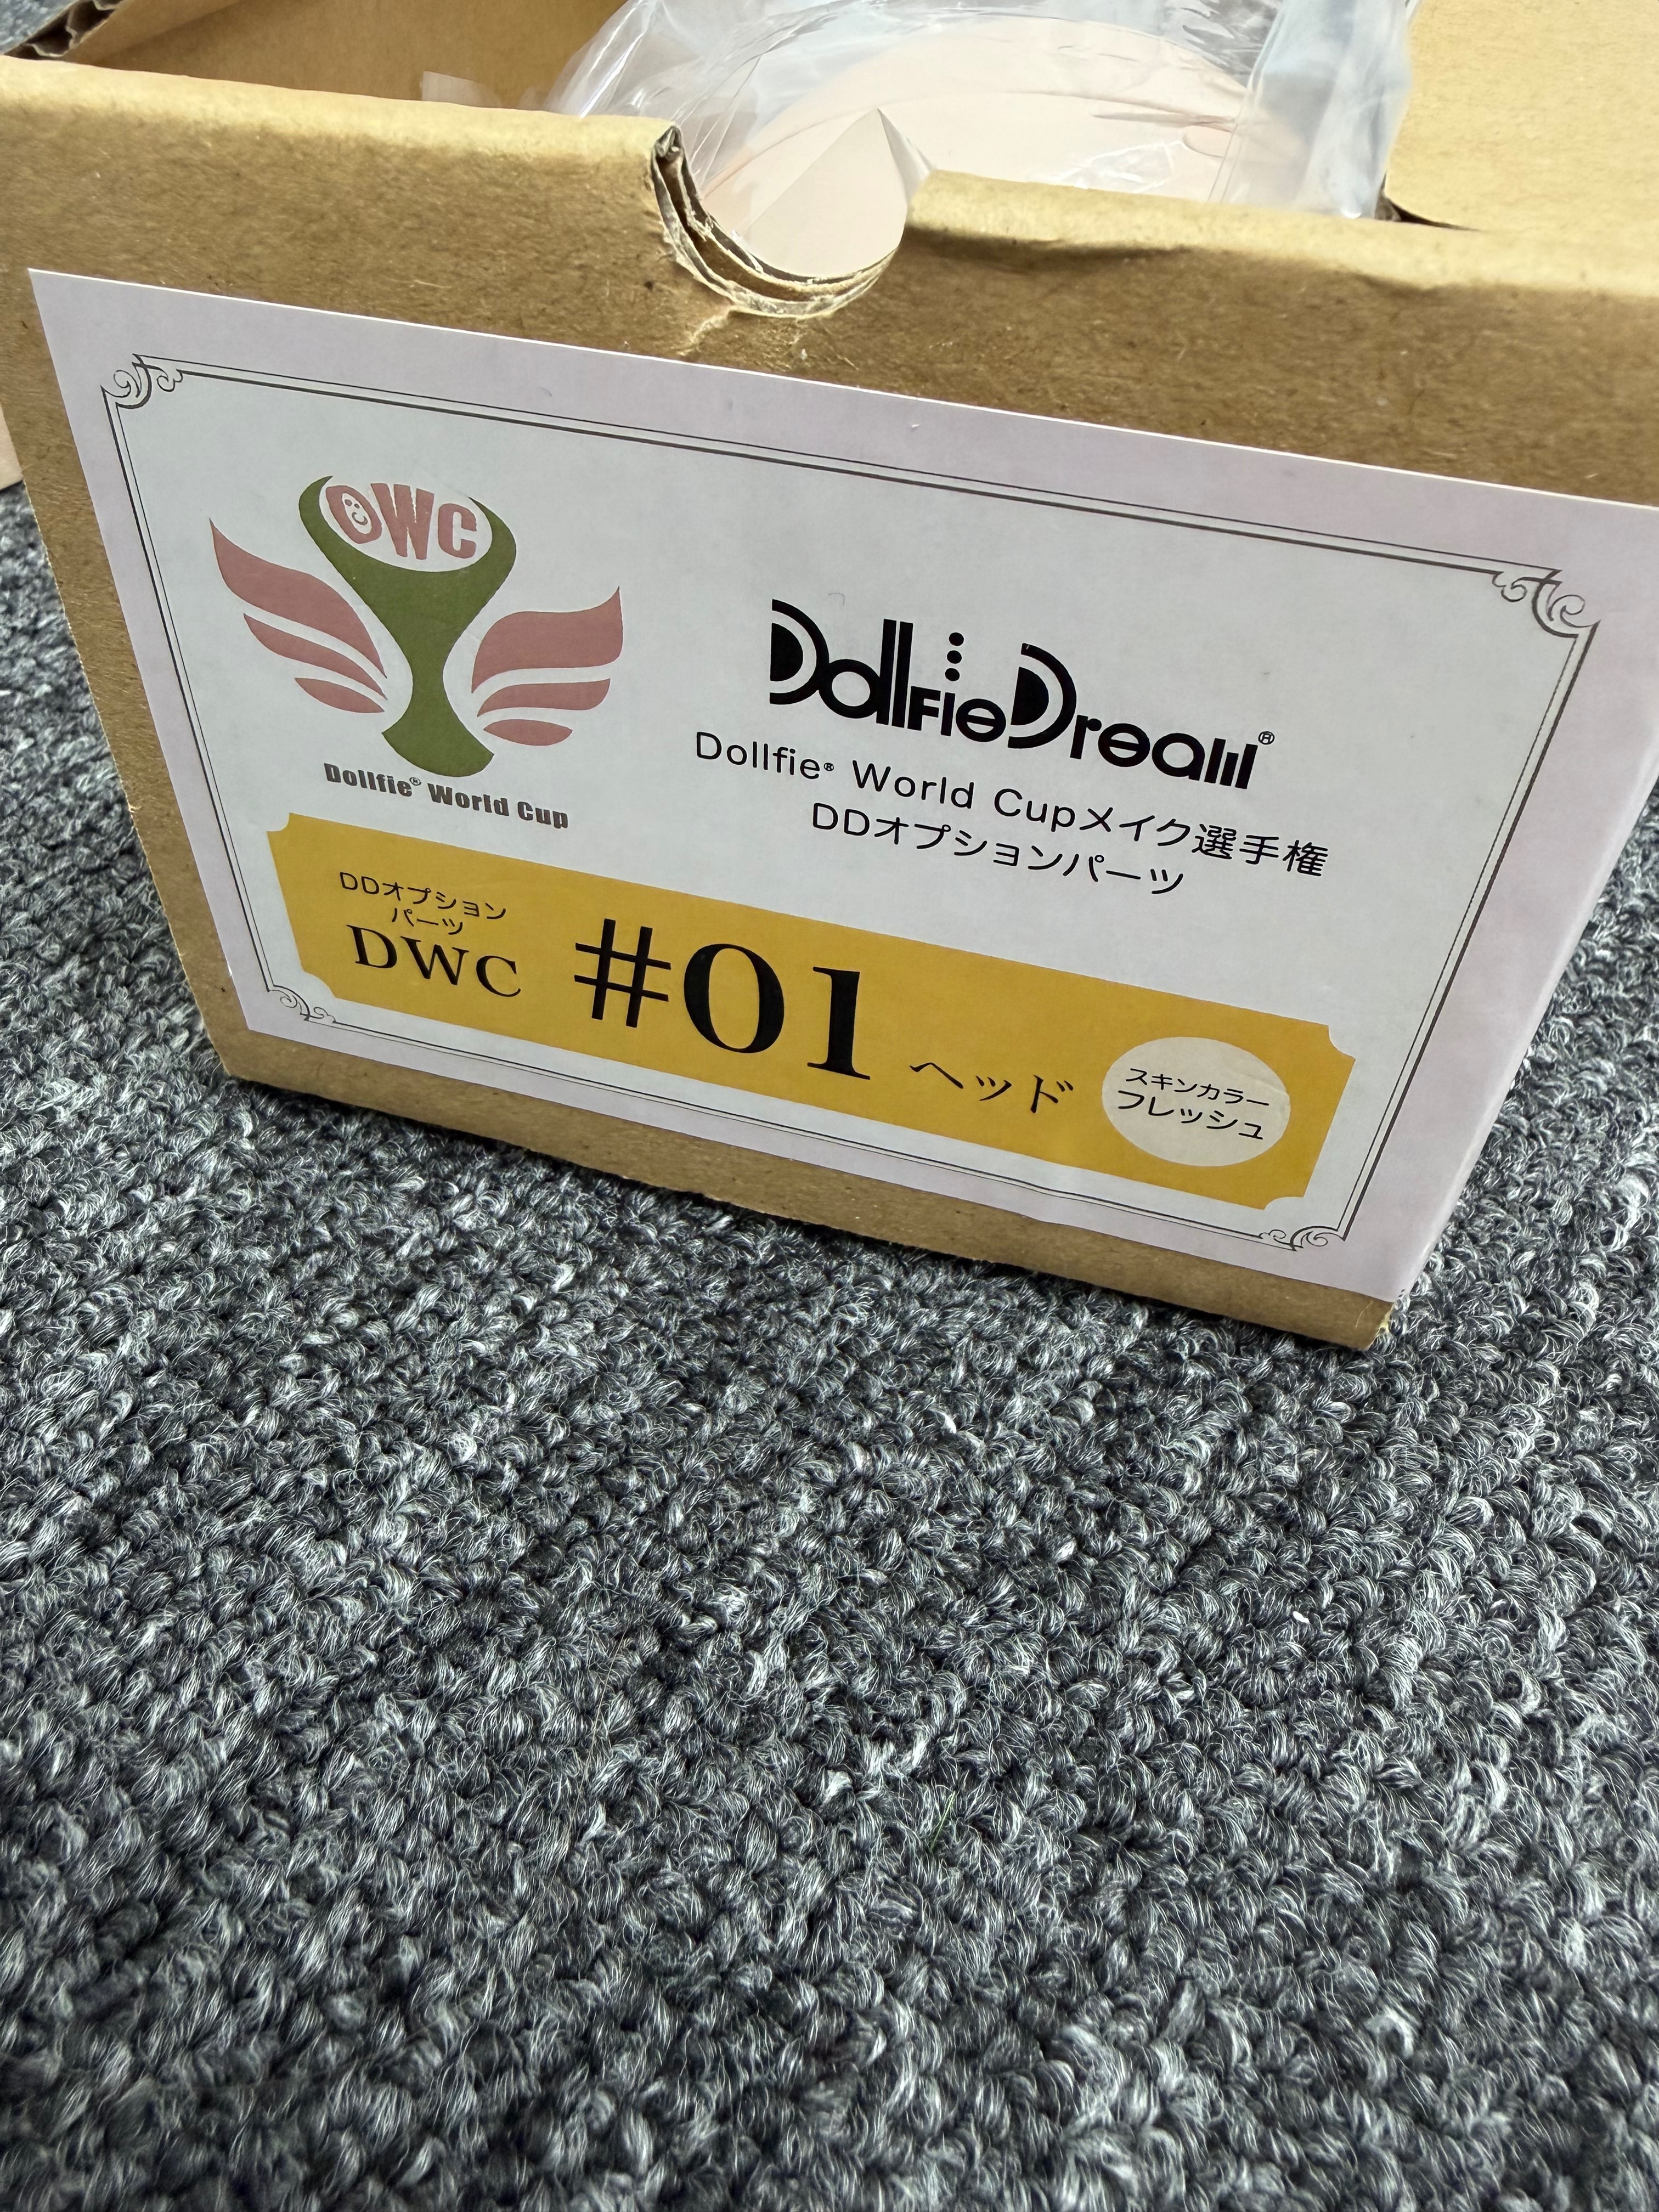 DWC
Dollfie® World Cup
DollfieDream®
Dollfie® World Cupメイク選手権
DDオプションパーツ
DDオプション
パーツ
DWC #01 ヘッド
スキンカラー
フレッシュ